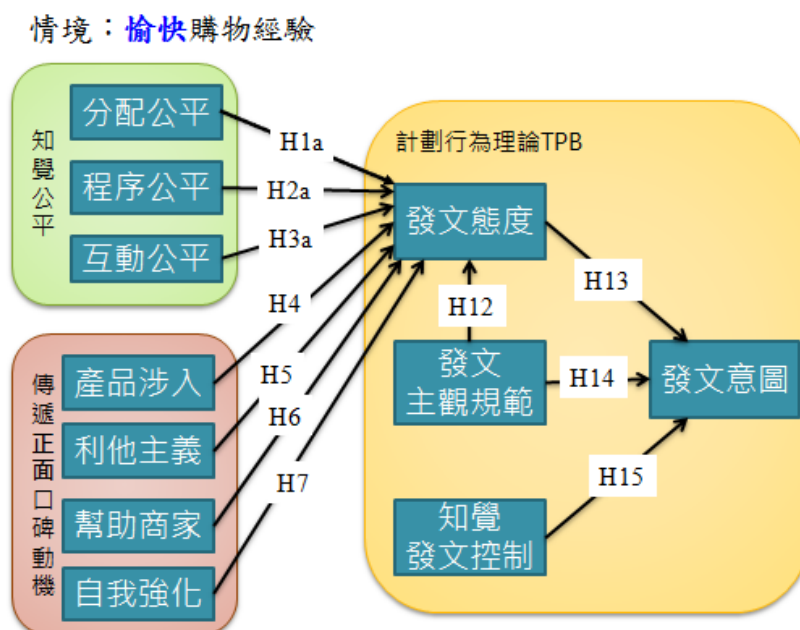 情境：愉快購物經驗
知覺公平
分配公平
程序公平
互動公平
H1a
H2a
H3a
傳遞正面口碑動機
產品涉入
利他主義
幫助商家
自我強化
H4
H5
H6
H7
計劃行為理論TPB
發文態度
H12
H13
發文
主觀規範
H14
發文意圖
H15
知覺
發文控制